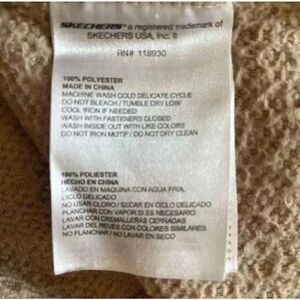 SKECHERS a registered trademark of
SKECHERS USA, Inc. II
RN# 118930
100% POLYESTER
MADE IN CHINA
MACHINE WASH COLD DELICATE CYCLE
DO NOT BLEACH / TUMBLE DRY LOW
COOL IRON IF NEEDED
WASH WITH FASTENERS CLOSED
WASH INSIDE OUT WITH LIKE COLORS
DO NOT IRON MOTIF / DO NOT DRY CLEAN
100% POLIESTER
HECHO EN CHINA
LAVADO EN MAQUINA CON AGUA FRIA,
CICLO DELICADO
NO USAR CLORO / SECAR EN CICLO DELICADO
PLANCHAR CON VAPOR SI ES NECESARIO
LAVAR CON CREMALLERAS CERRADAS
LAVAR DEL REVES CON COLORES SIMILARES
NO PLANCHAR / NO LAVAR EN SECO